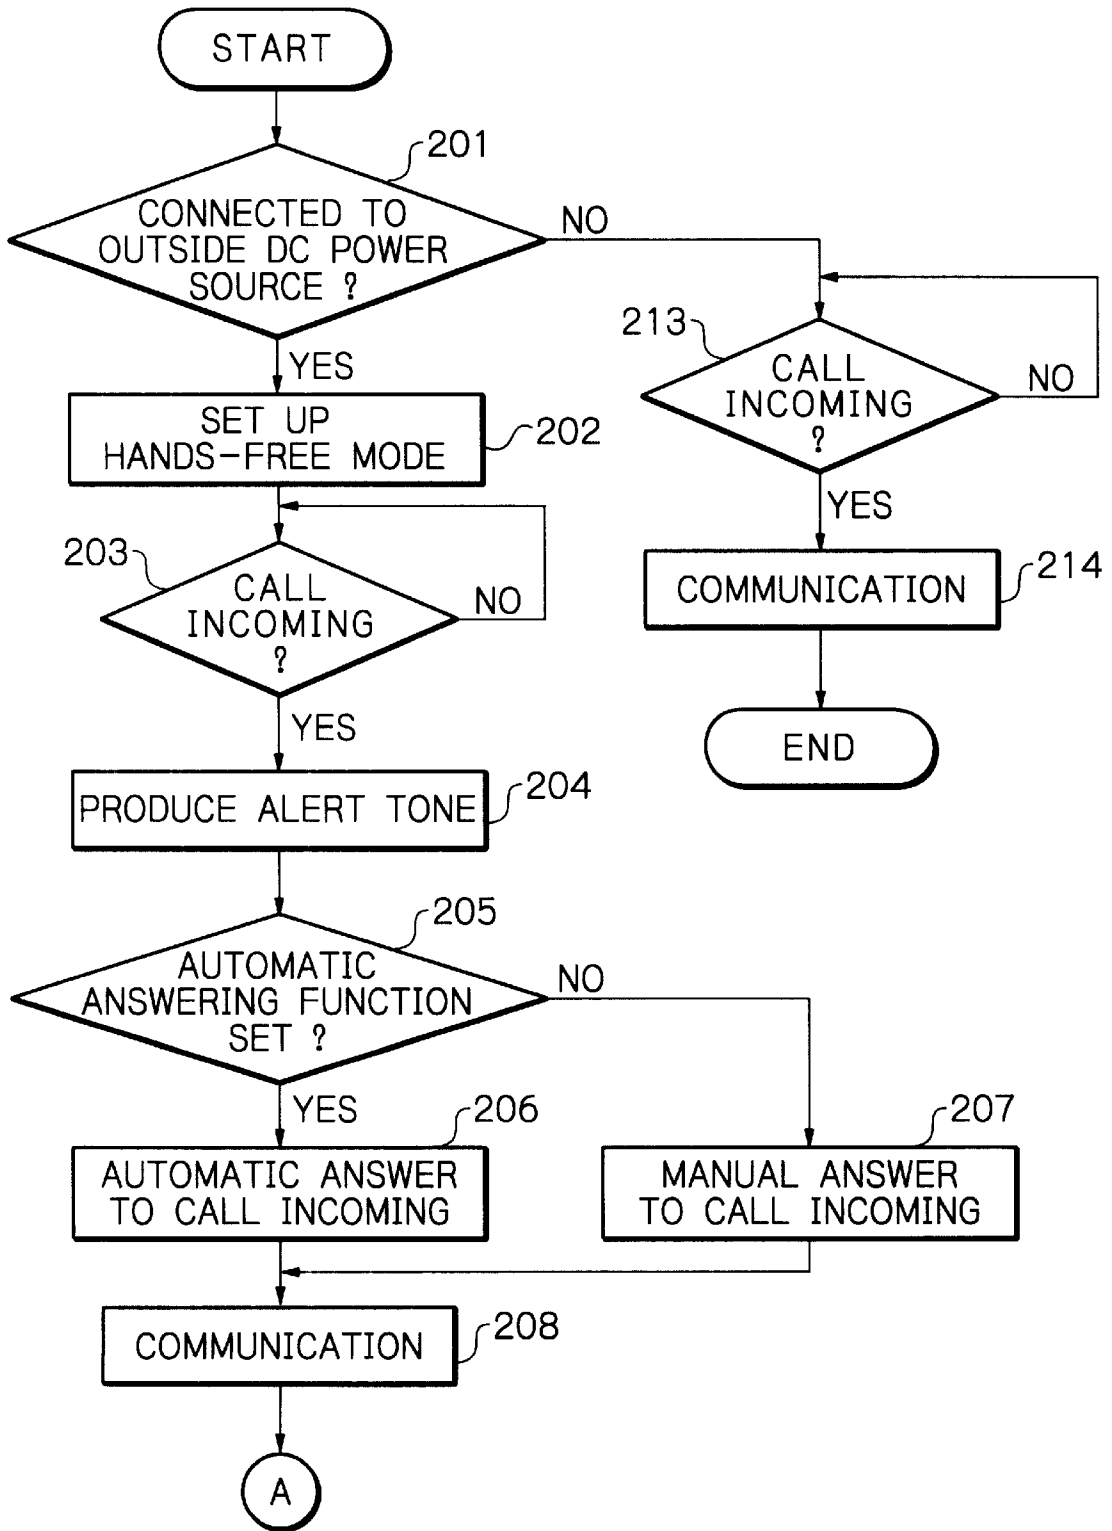 START
201
CONNECTED TO
OUTSIDE DC POWER
SOURCE ?
NO
YES
213
CALL
INCOMING
?
NO
YES
SET UP
HANDS-FREE MODE
202
203
CALL
INCOMING
?
NO
YES
COMMUNICATION
214
END
PRODUCE ALERT TONE
204
205
AUTOMATIC
ANSWERING FUNCTION
SET ?
NO
YES
206
AUTOMATIC ANSWER
TO CALL INCOMING
207
MANUAL ANSWER
TO CALL INCOMING
COMMUNICATION
208
A